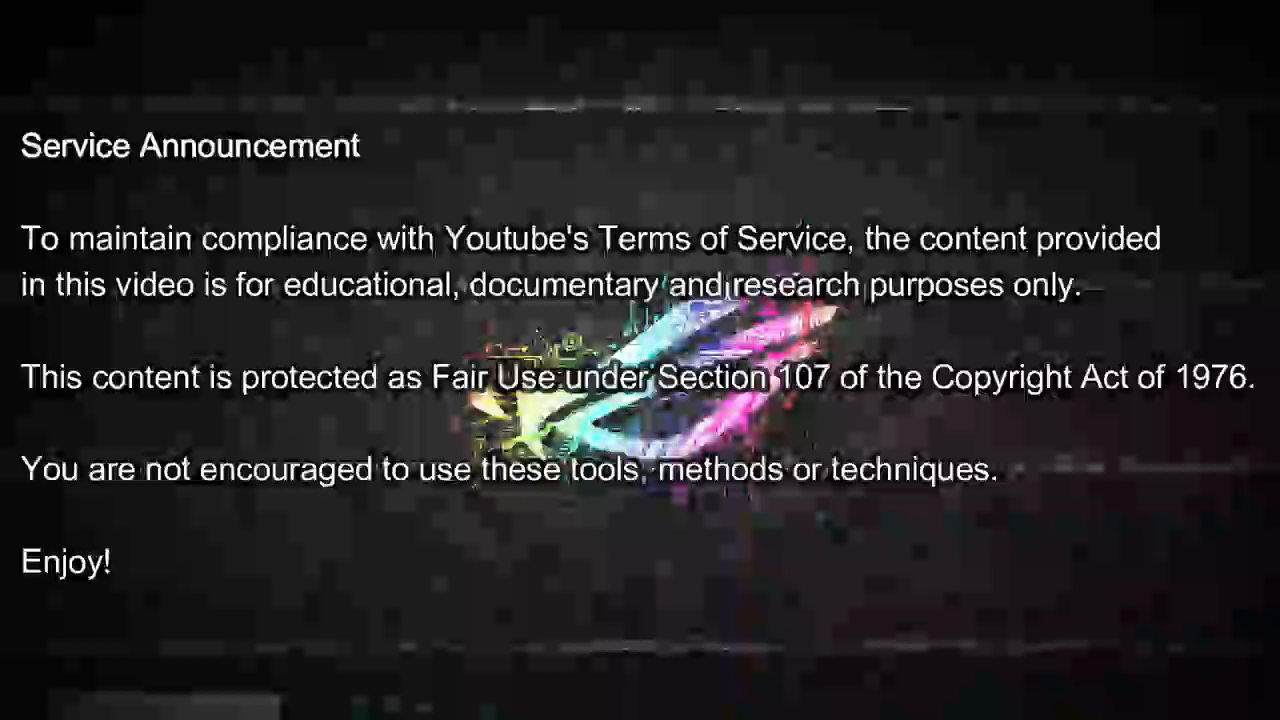 Service Announcement
To maintain compliance with Youtube's Terms of Service, the content provided
in this video is for educational, documentary and research purposes only.
This content is protected as Fair Use under Section 107 of the Copyright Act of 1976.
You are not encouraged to use these tools, methods or techniques.
Enjoy!